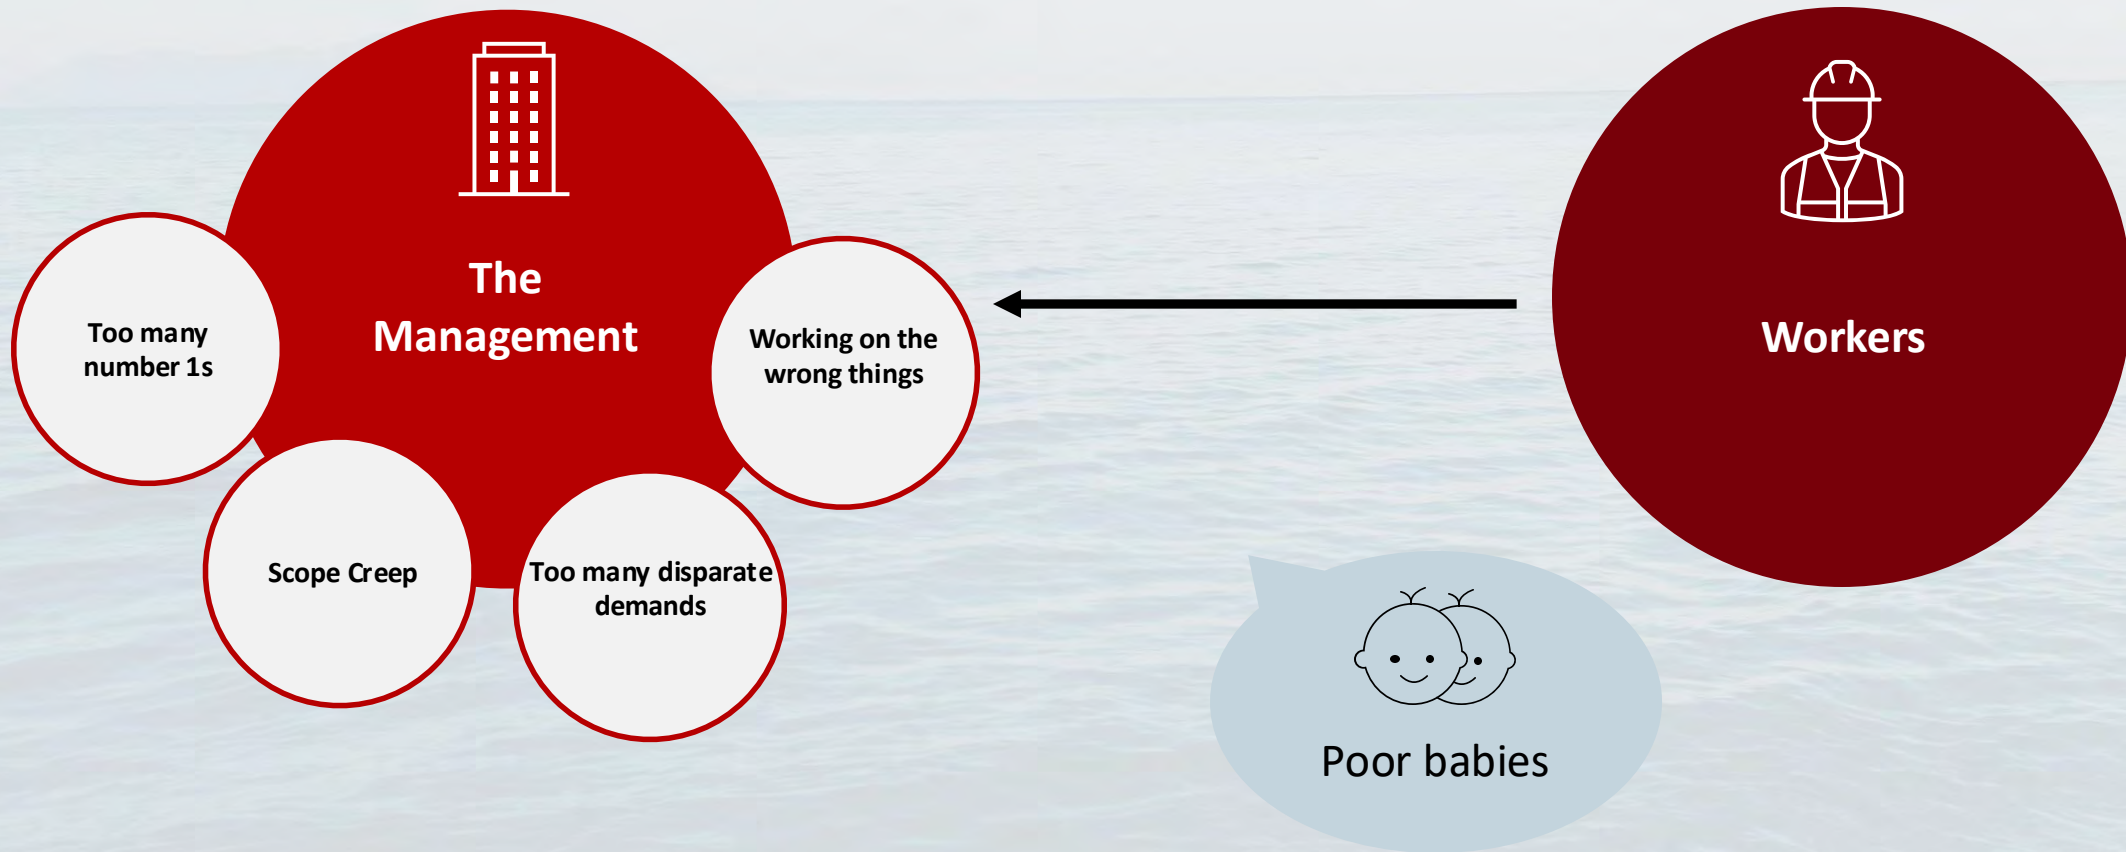 The
Management
Too many
number 1s
Scope Creep
Too many disparate
demands
Working on the
wrong things
Workers
Poor babies